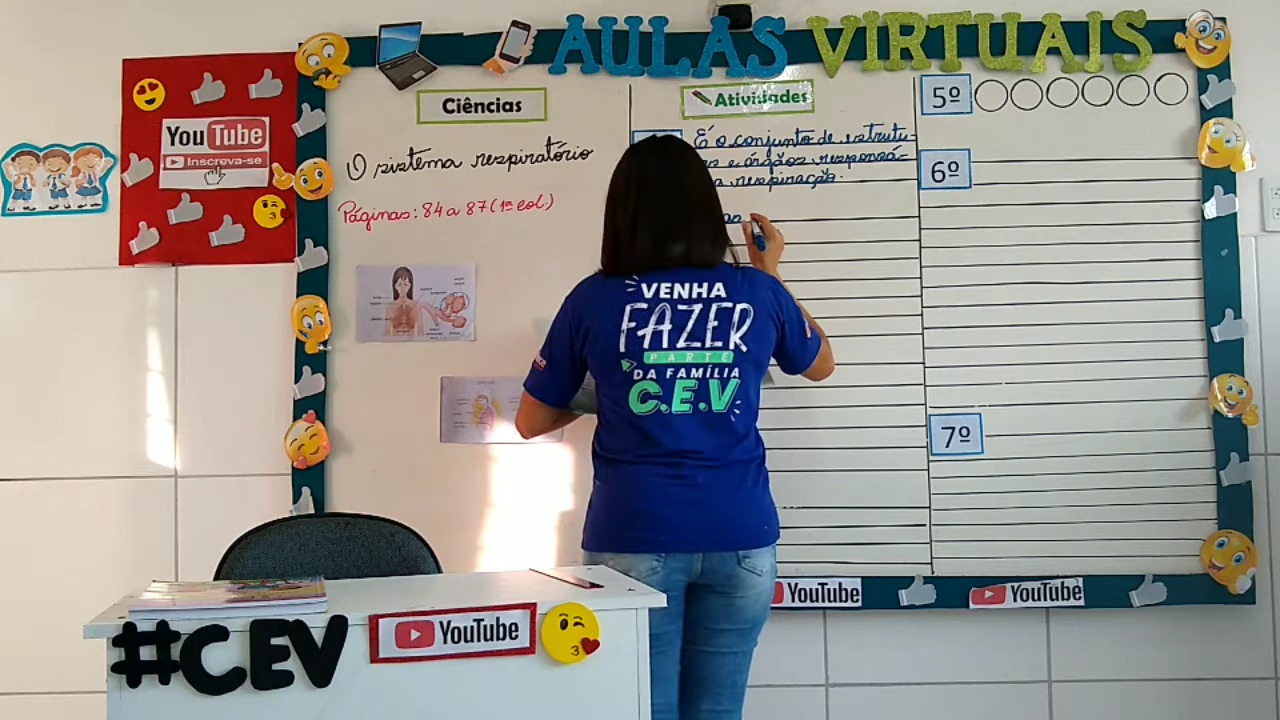 AULAS VIRTUAIS
YouTube
Inscreva-se
Ciências
O sistema respiratório
Páginas: 84 a 87 (1ª col.)
Atividades
É o conjunto de estrutu-
e órgãos responsá-
a respiração.
5º
6º
7º
VENHA
FAZER
PARTE
DA FAMÍLIA
C.E.V
YouTube
YouTube
#CEV
YouTube